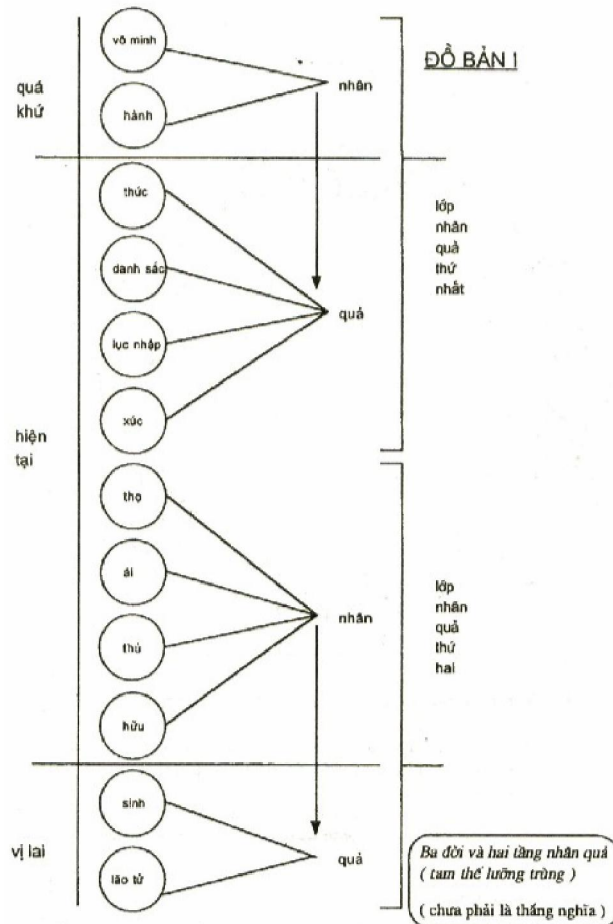 ĐỒ BẢN I
quá
khứ
vô minh
hành
nhân
hiện
tại
thức
danh sắc
lục nhập
xúc
quả
lớp
nhân
quả
thứ
nhất
thọ
ái
thủ
hữu
nhân
lớp
nhân
quả
thứ
hai
vị lai
sinh
lão tử
quả
Ba đời và hai tầng nhân quả
( tam thế lưỡng trùng )
( chưa phải là thắng nghĩa )